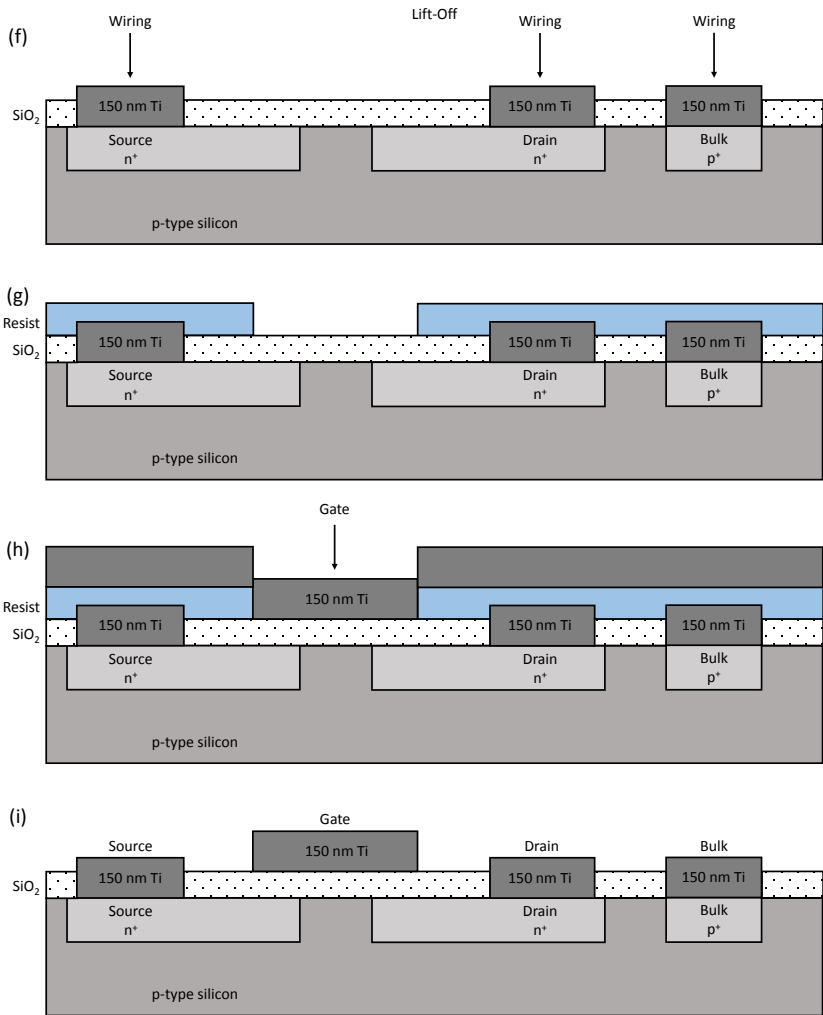 (f)
Wiring
Lift-Off
Wiring
Wiring
SiO₂
150 nm Ti
150 nm Ti
150 nm Ti
Source
n⁺
Drain
n⁺
Bulk
p⁺
p-type silicon
(g)
Resist
SiO₂
150 nm Ti
150 nm Ti
150 nm Ti
Source
n⁺
Drain
n⁺
Bulk
p⁺
p-type silicon
Gate
(h)
150 nm Ti
Resist
SiO₂
150 nm Ti
150 nm Ti
150 nm Ti
Source
n⁺
Drain
n⁺
Bulk
p⁺
p-type silicon
(i)
Gate
150 nm Ti
Source
Drain
Bulk
SiO₂
150 nm Ti
150 nm Ti
150 nm Ti
Source
n⁺
Drain
n⁺
Bulk
p⁺
p-type silicon